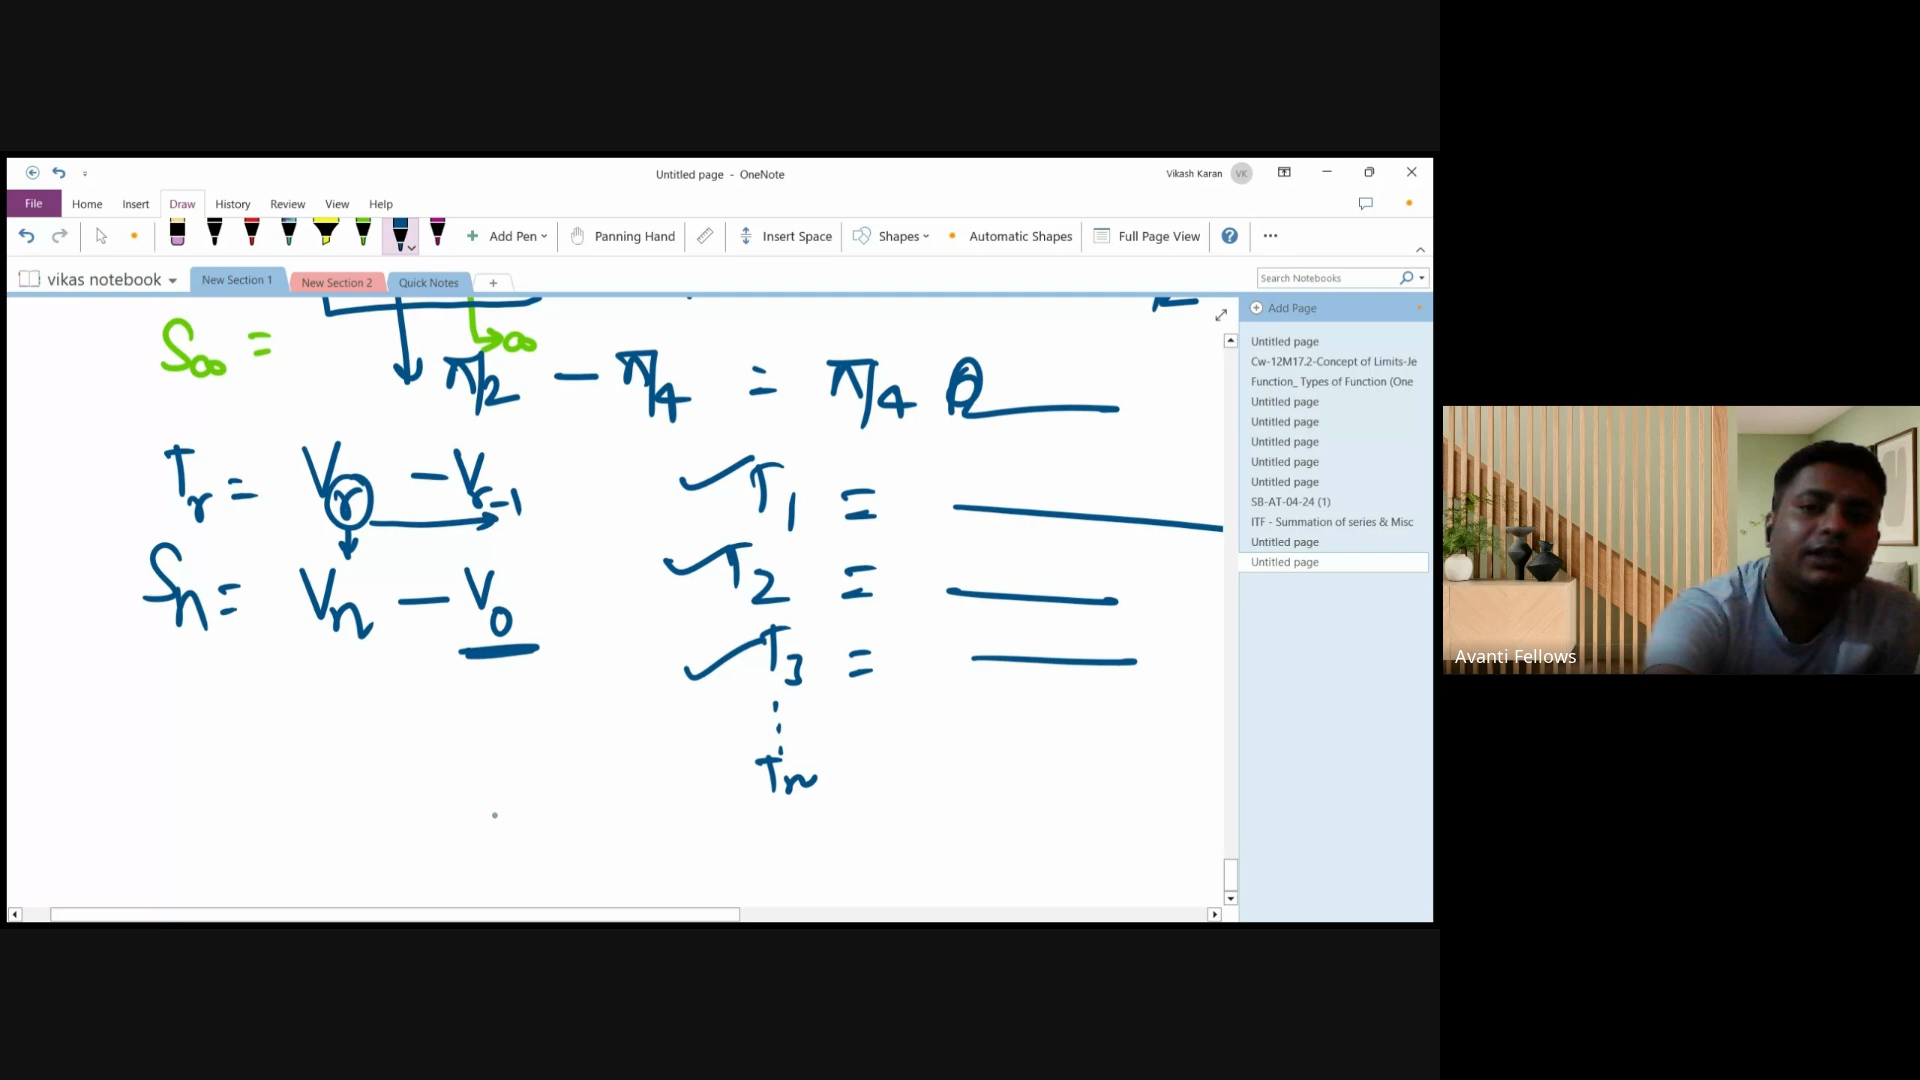 Untitled page - OneNote
Vikash Karan VK
File Home Insert Draw History Review View Help
Add Pen Panning Hand Insert Space Shapes Automatic Shapes Full Page View
vikas notebook New Section 1 New Section 2 Quick Notes +
Search Notebooks
S∞ =
→∞
π/2 − π/4 = π/4
Tr = Vr − Vr−1
Sn = Vn − V0
T1 =
T2 =
T3 =
Tn
Add Page
Untitled page
Cw-12M17.2-Concept of Limits-Je
Function_ Types of Function (One
Untitled page
Untitled page
Untitled page
Untitled page
Untitled page
SB-AT-04-24 (1)
ITF - Summation of series & Misc
Untitled page
Untitled page
Avanti Fellows